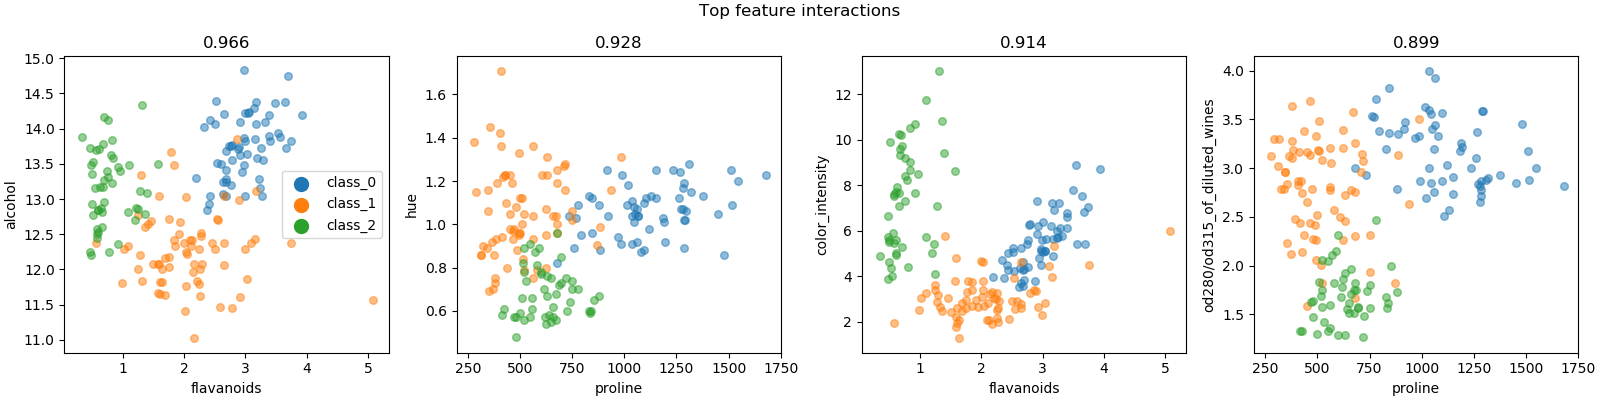 Top feature interactions
0.966
alcohol
15.0
14.5
14.0
13.5
13.0
12.5
12.0
11.5
11.0
class_0
class_1
class_2
1 2 3 4 5
flavanoids
0.928
hue
1.6
1.4
1.2
1.0
0.8
0.6
250 500 750 1000 1250 1500 1750
proline
0.914
color_intensity
12
10
8
6
4
2
1 2 3 4 5
flavanoids
0.899
od280/od315_of_diluted_wines
4.0
3.5
3.0
2.5
2.0
1.5
250 500 750 1000 1250 1500 1750
proline